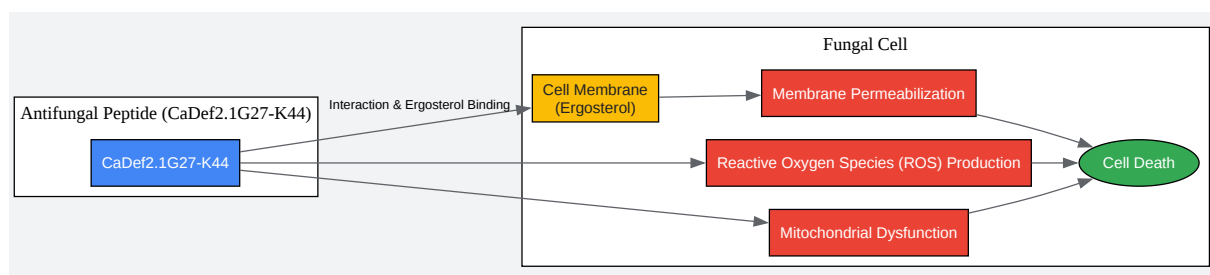 Fungal Cell
Antifungal Peptide (CaDef2.1G27-K44)
CaDef2.1G27-K44
Interaction & Ergosterol Binding
Cell Membrane
(Ergosterol)
Membrane Permeabilization
Reactive Oxygen Species (ROS) Production
Mitochondrial Dysfunction
Cell Death